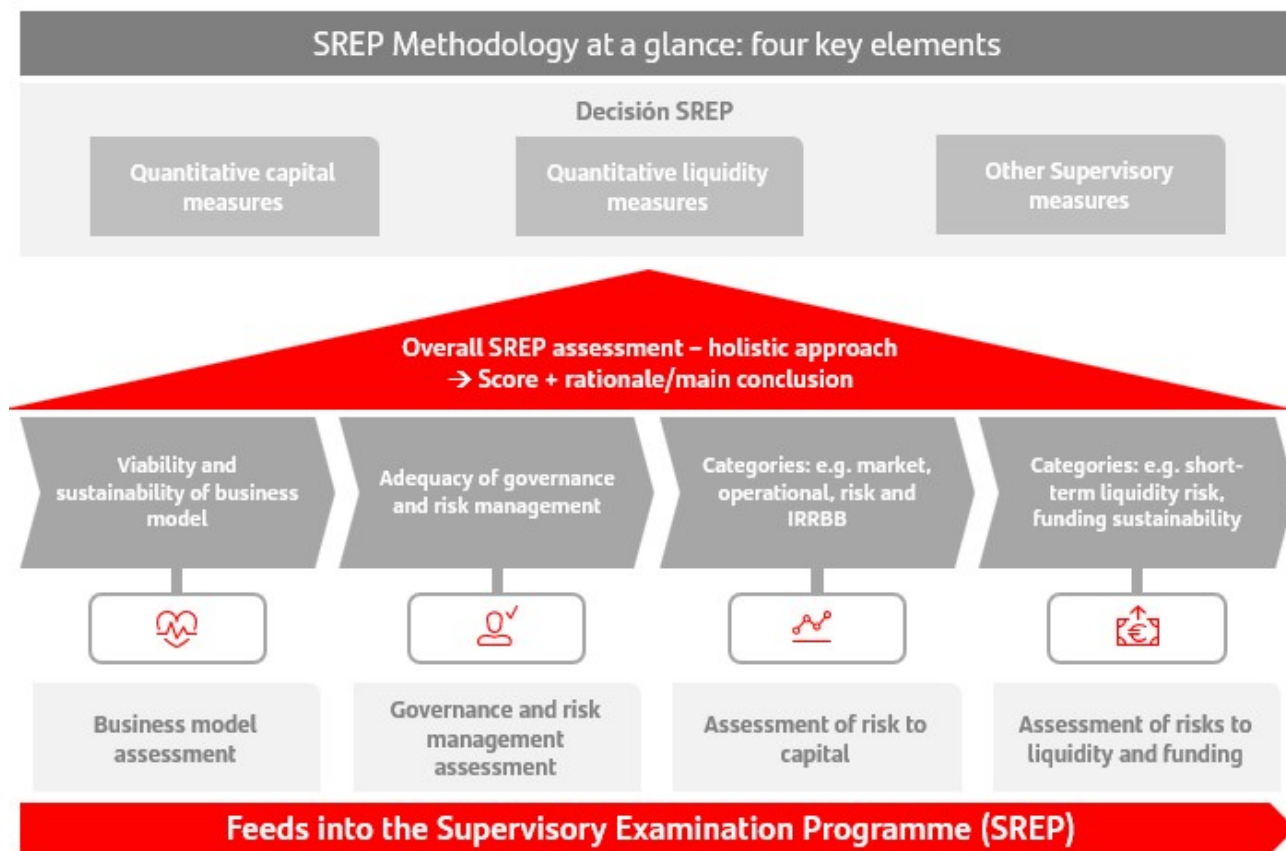 SREP Methodology at a glance: four key elements
Decisión SREP
Quantitative capital
measures
Quantitative liquidity
measures
Other Supervisory
measures
Overall SREP assessment – holistic approach
→ Score + rationale/main conclusion
Viability and
sustainability of business
model
Adequacy of governance
and risk management
Categories: e.g. market,
operational, risk and
IRRBB
Categories: e.g. short-
term liquidity risk,
funding sustainability
€
Business model
assessment
Governance and risk
management
assessment
Assessment of risk to
capital
Assessment of risks to
liquidity and funding
Feeds into the Supervisory Examination Programme (SREP)